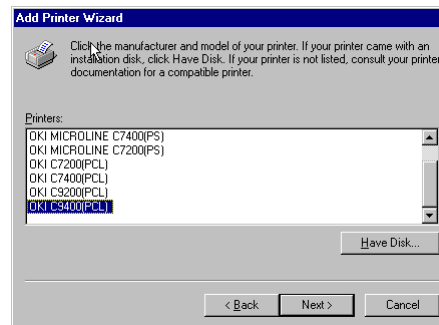 Add Printer Wizard
Click the manufacturer and model of your printer. If your printer came with an
installation disk, click Have Disk. If your printer is not listed, consult your printer
documentation for a compatible printer.
Printers:
OKI MICROLINE C7400(PS)
OKI MICROLINE C7200(PS)
OKI C7200(PCL)
OKI C7400(PCL)
OKI C9200(PCL)
OKI C9400(PCL)
Have Disk...
< Back
Next >
Cancel